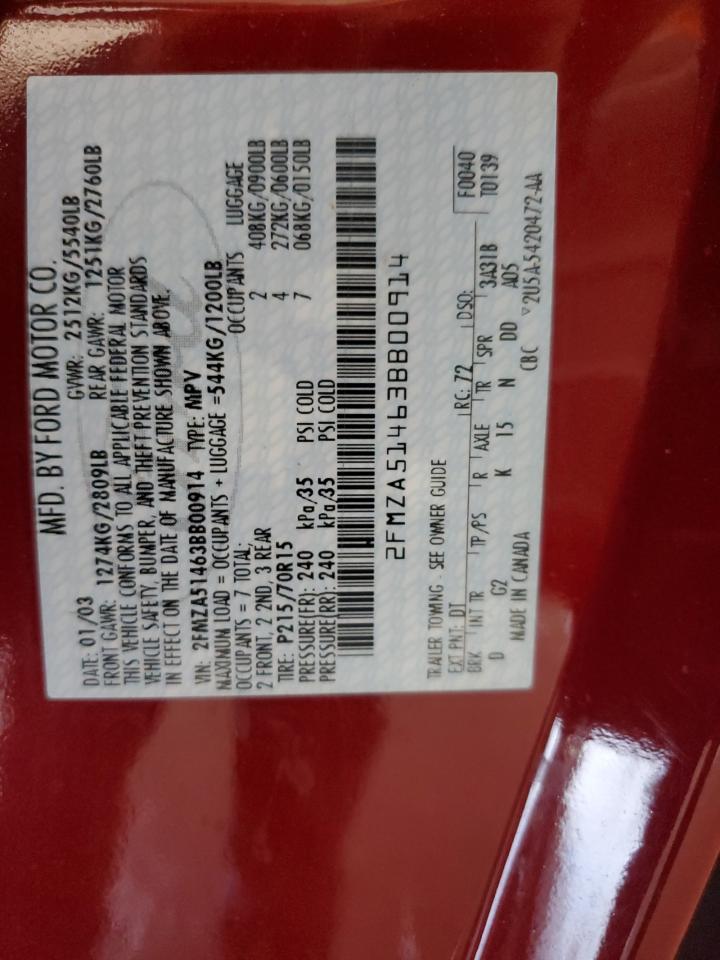 MFD. BY FORD MOTOR CO.
DATE: 01/03 GVWR: 2512KG/5540LB
FRONT GAWR: 1274KG/2809LB REAR GAWR: 1251KG/2760LB
THIS VEHICLE CONFORMS TO ALL APPLICABLE FEDERAL MOTOR
VEHICLE SAFETY, BUMPER, AND THEFT PREVENTION STANDARDS
IN EFFECT ON THE DATE OF MANUFACTURE SHOWN ABOVE.
VIN: 2FMZA51463BB00914 TYPE: MPV
MAXIMUM LOAD = OCCUPANTS + LUGGAGE = 544KG/1200LB
OCCUPANTS = 7 TOTAL: OCCUPANTS LUGGAGE
2 FRONT, 2 2ND, 3 REAR 2 408KG/0900LB
TIRE: P215/70R15 4 272KG/0600LB
PRESSURE(FR): 240 kPa/35 PSI COLD 7 068KG/0150LB
PRESSURE(RR): 240 kPa/35 PSI COLD
2FMZA51463BB00914
TRAILER TOWING - SEE OWNER GUIDE
EXT PNT: DT RC: 72 DSO: F0040
BRK INT TR TP/PS R AXLE TR SPR 3A31B T0139
D G2 K 15 N DD A05
MADE IN CANADA CBC ▽2U5A-5420472-AA